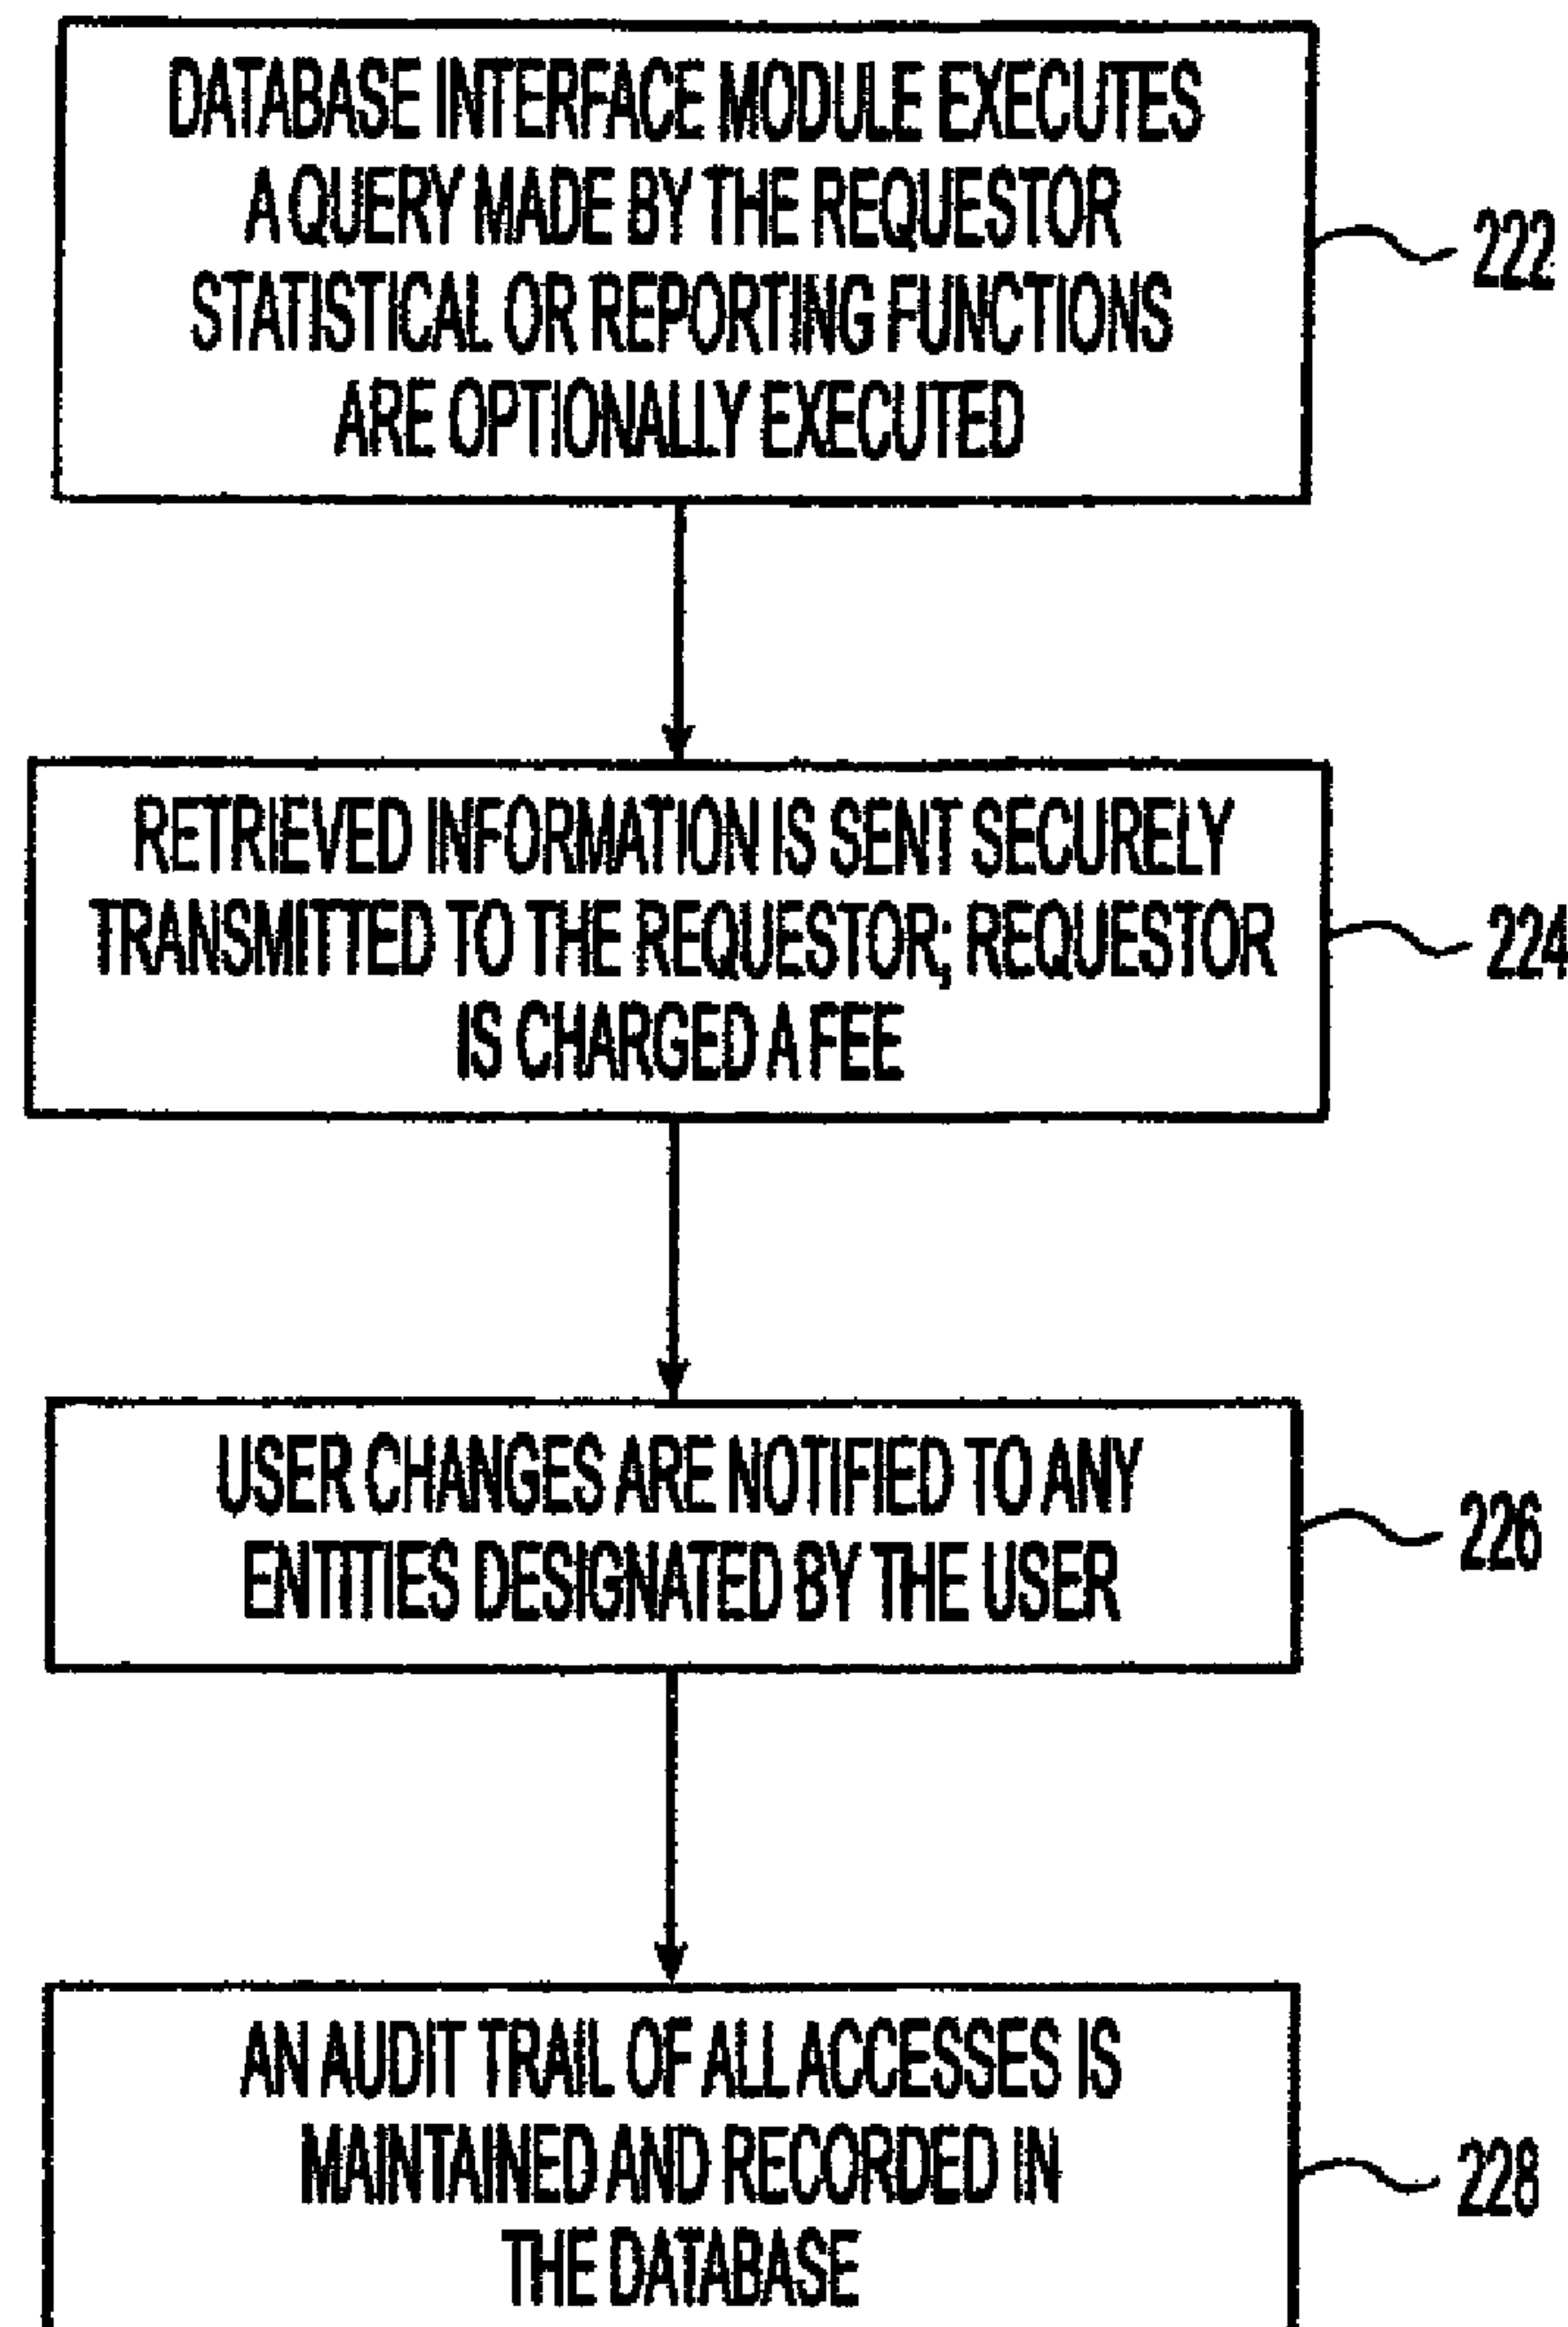 DATABASE INTERFACE MODULE EXECUTES
A QUERY MADE BY THE REQUESTOR
STATISTICAL OR REPORTING FUNCTIONS
ARE OPTIONALLY EXECUTED
222
RETRIEVED INFORMATION IS SENT SECURELY
TRANSMITTED TO THE REQUESTOR; REQUESTOR
IS CHARGED A FEE
224
USER CHANGES ARE NOTIFIED TO ANY
ENTITIES DESIGNATED BY THE USER
226
AN AUDIT TRAIL OF ALL ACCESSES IS
MAINTAINED AND RECORDED IN
THE DATABASE
228